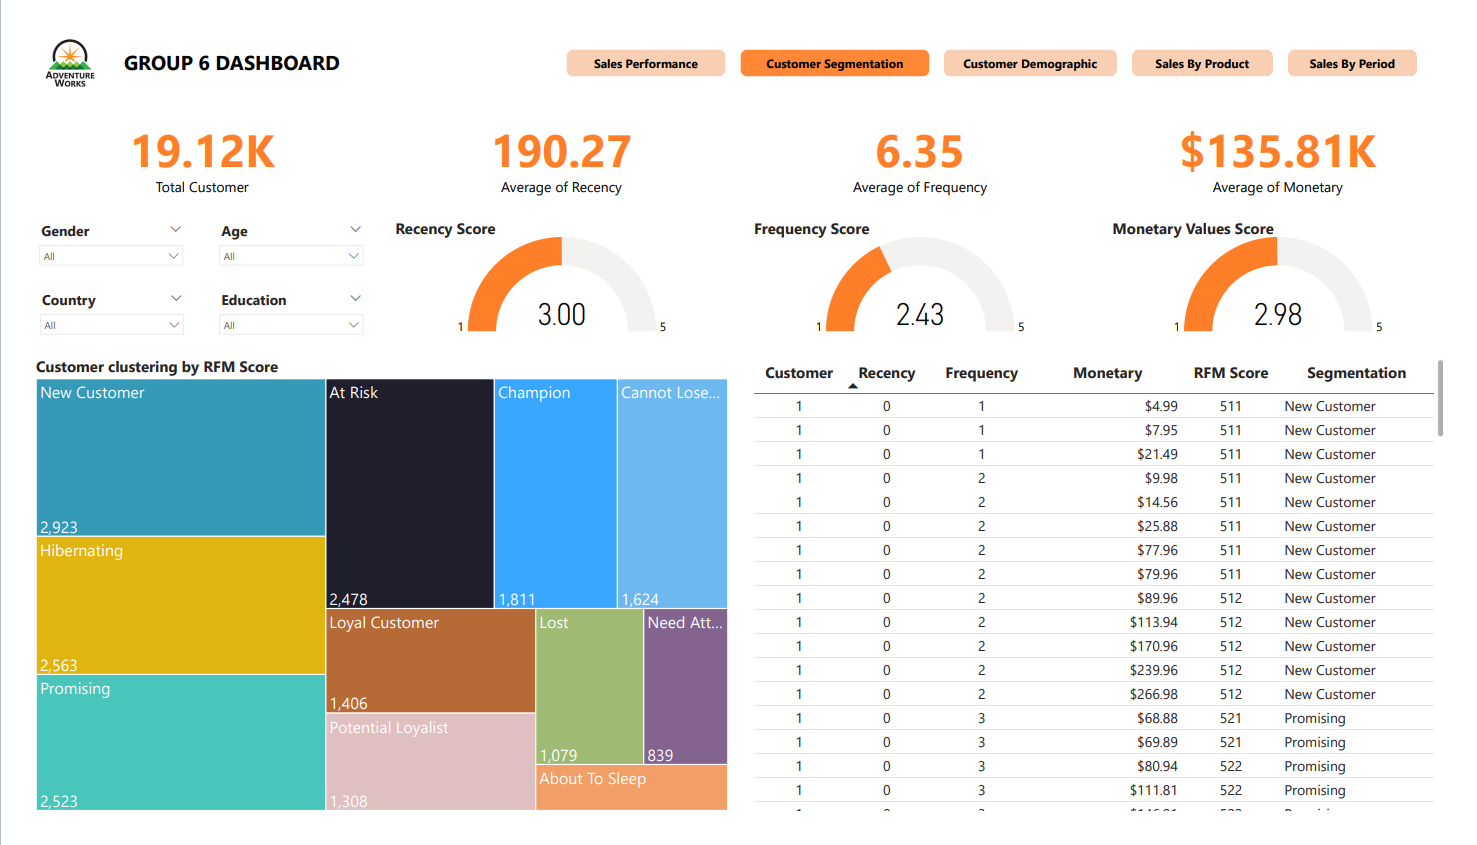 ADVENTURE
WORKS
GROUP 6 DASHBOARD
Sales Performance
Customer Segmentation
Customer Demographic
Sales By Product
Sales By Period
19.12K
Total Customer
190.27
Average of Recency
6.35
Average of Frequency
$135.81K
Average of Monetary
Gender
All
Age
All
Country
All
Education
All
Recency Score
3.00
1
5
Frequency Score
2.43
1
5
Monetary Values Score
2.98
1
5
Customer clustering by RFM Score
New Customer
2,923
Hibernating
2,563
Promising
2,523
At Risk
2,478
Champion
1,811
Cannot Lose...
1,624
Loyal Customer
1,406
Potential Loyalist
1,308
Lost
1,079
Need Att...
839
About To Sleep
Customer Recency Frequency Monetary RFM Score Segmentation
1 0 1 $4.99 511 New Customer
1 0 1 $7.95 511 New Customer
1 0 1 $21.49 511 New Customer
1 0 2 $9.98 511 New Customer
1 0 2 $14.56 511 New Customer
1 0 2 $25.88 511 New Customer
1 0 2 $77.96 511 New Customer
1 0 2 $79.96 511 New Customer
1 0 2 $89.96 512 New Customer
1 0 2 $113.94 512 New Customer
1 0 2 $170.96 512 New Customer
1 0 2 $239.96 512 New Customer
1 0 2 $266.98 512 New Customer
1 0 3 $68.88 521 Promising
1 0 3 $69.89 521 Promising
1 0 3 $80.94 522 Promising
1 0 3 $111.81 522 Promising